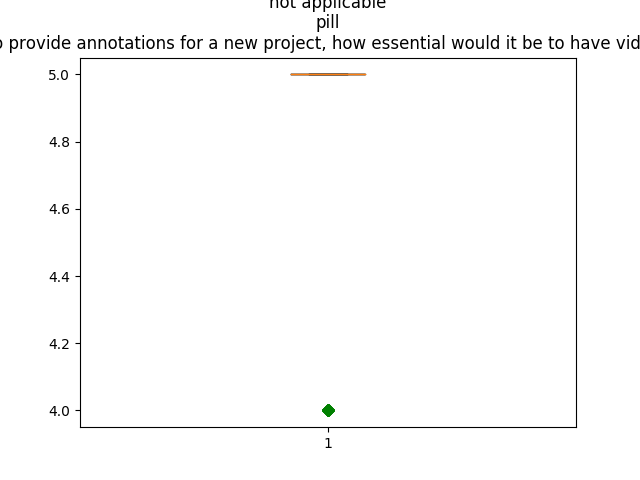 not applicable
pill
provide annotations for a new project, how essential would it be to have
5.0
4.8
4.6
4.4
4.2
4.0
1